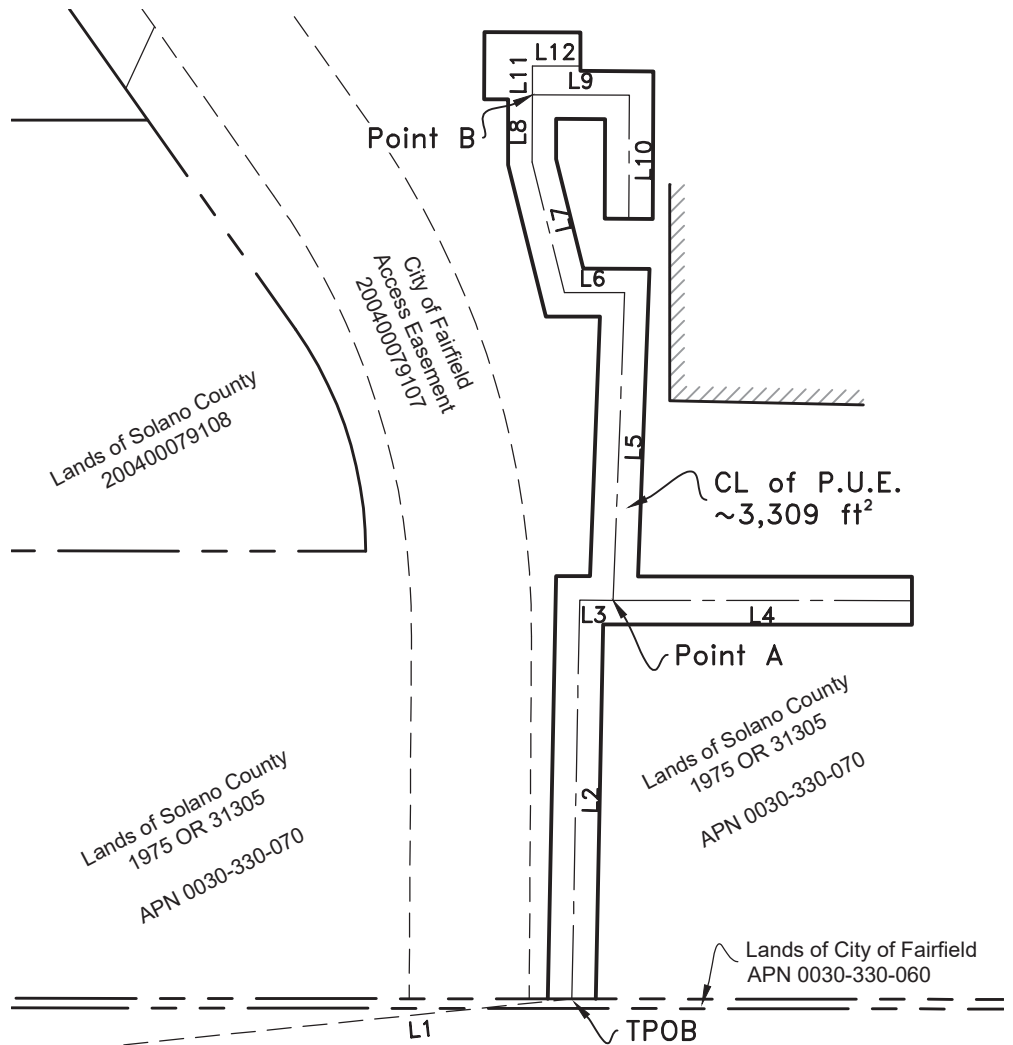 L12
L11
L9
Point B
L8
L10
L7
L6
City of Fairfield
Access Easement
200400079107
Lands of Solano County
200400079108
L5
CL of P.U.E.
~3,309 ft²
L3
L4
Point A
Lands of Solano County
1975 OR 31305
APN 0030-330-070
L2
Lands of Solano County
1975 OR 31305
APN 0030-330-070
Lands of City of Fairfield
APN 0030-330-060
L1
TPOB